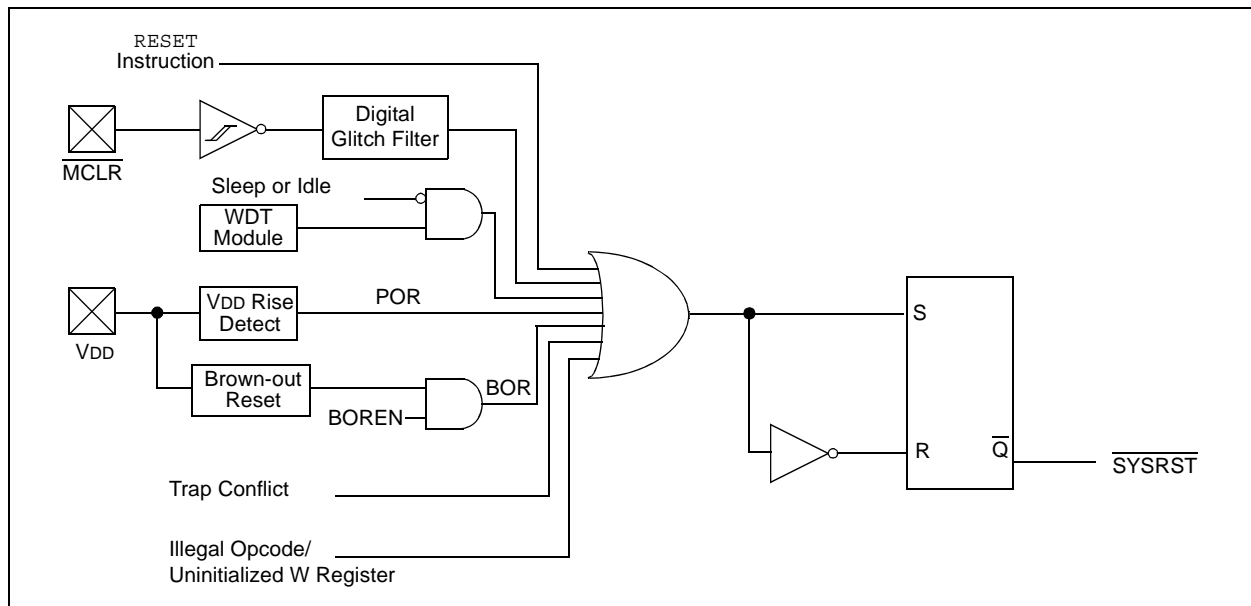 RESET
Instruction
Digital
Glitch Filter
MCLR
Sleep or Idle
WDT
Module
VDD Rise
Detect
POR
VDD
Brown-out
Reset
BOR
BOREN
S
R
Q
SYSRST
Trap Conflict
Illegal Opcode/
Uninitialized W Register